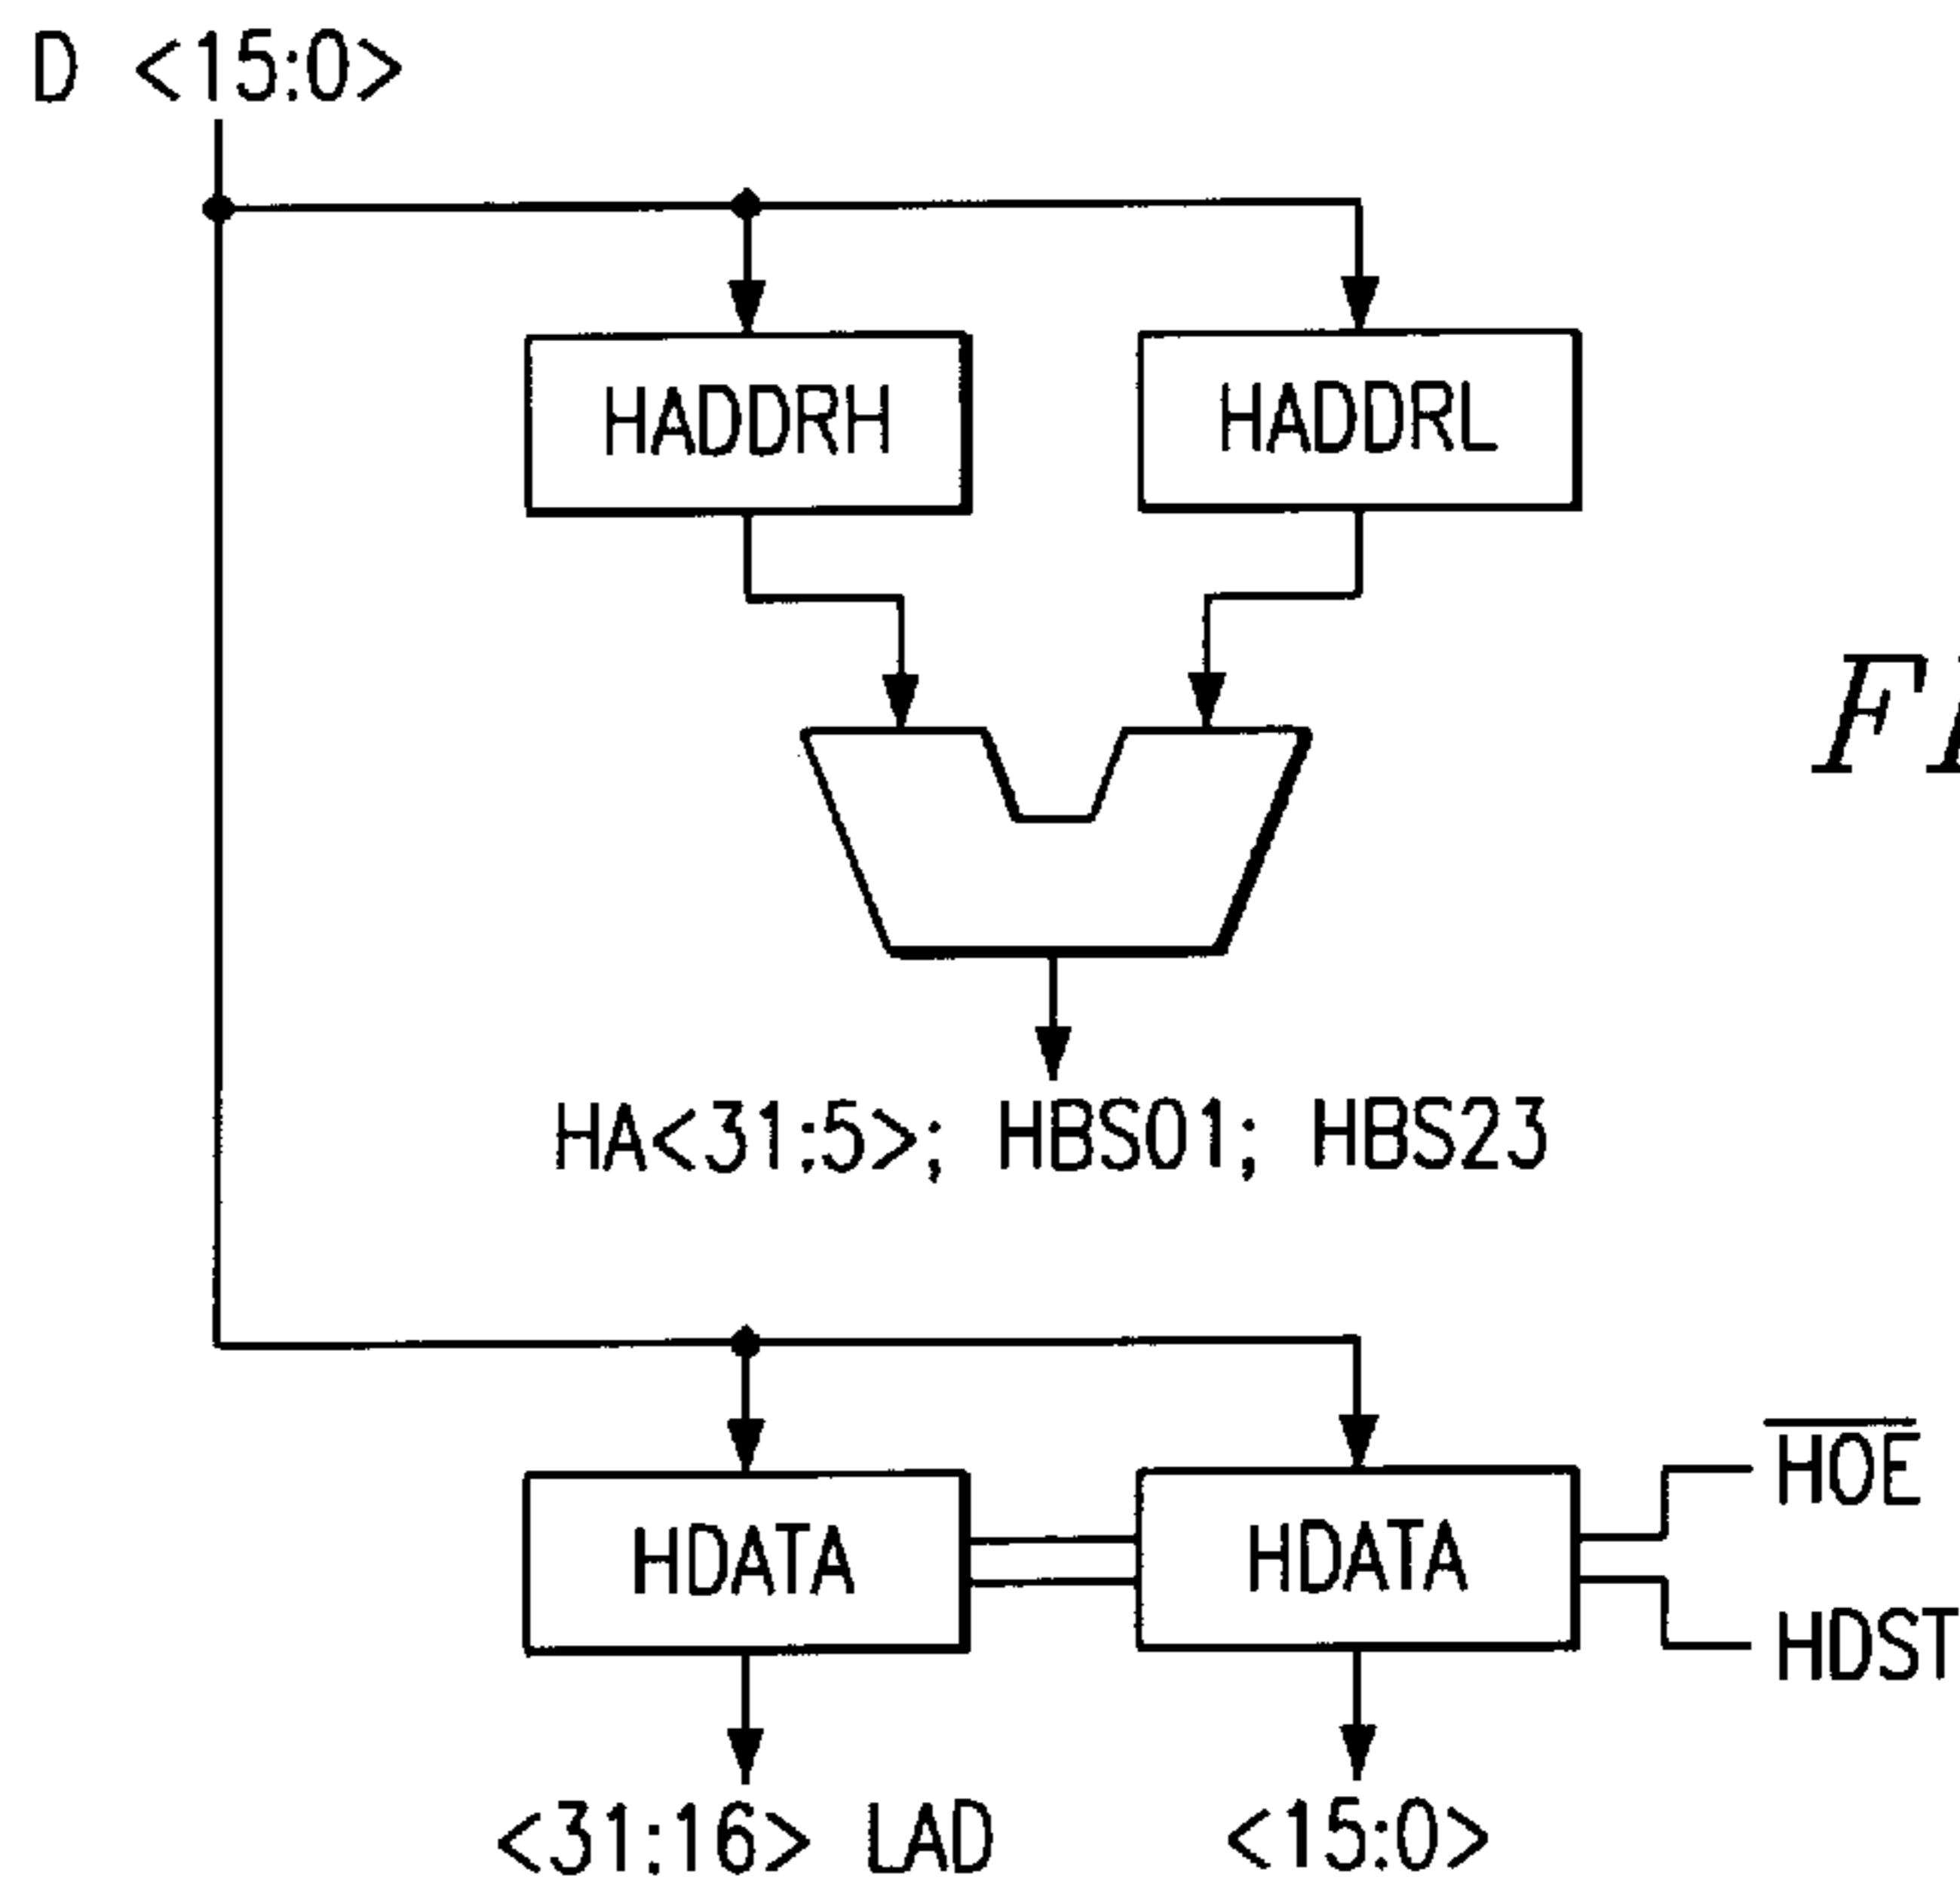 D <15:0>
HADDRH HADDRL
HA<31:5>; HBS01; HBS23
HOE
HDATA HDATA
HDST
<31:16> LAD <15:0>